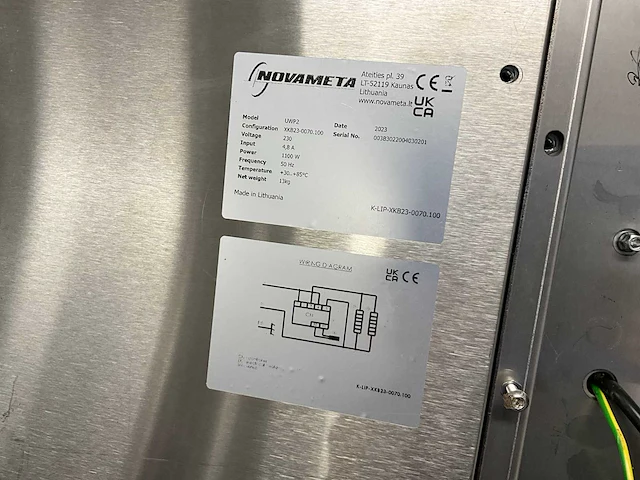 NOVAMETA
Ateities pl. 39
LT-52119 Kaunas
Lithuania
www.novameta.lt
CE
UK
CA
Model UWP2
Configuration XKB23-0070.100
Voltage 230
Input 4,8 A
Power 1100 W
Frequency 50 Hz
Temperature +30..+85°C
Net weight 13kg
Date 2023
Serial No. 00383022004030201
Made in Lithuania
K-LIP-XKB23-0070.100
WIRING DIAGRAM
UK
CA
CE
K-LIP-XKB23-0070.100